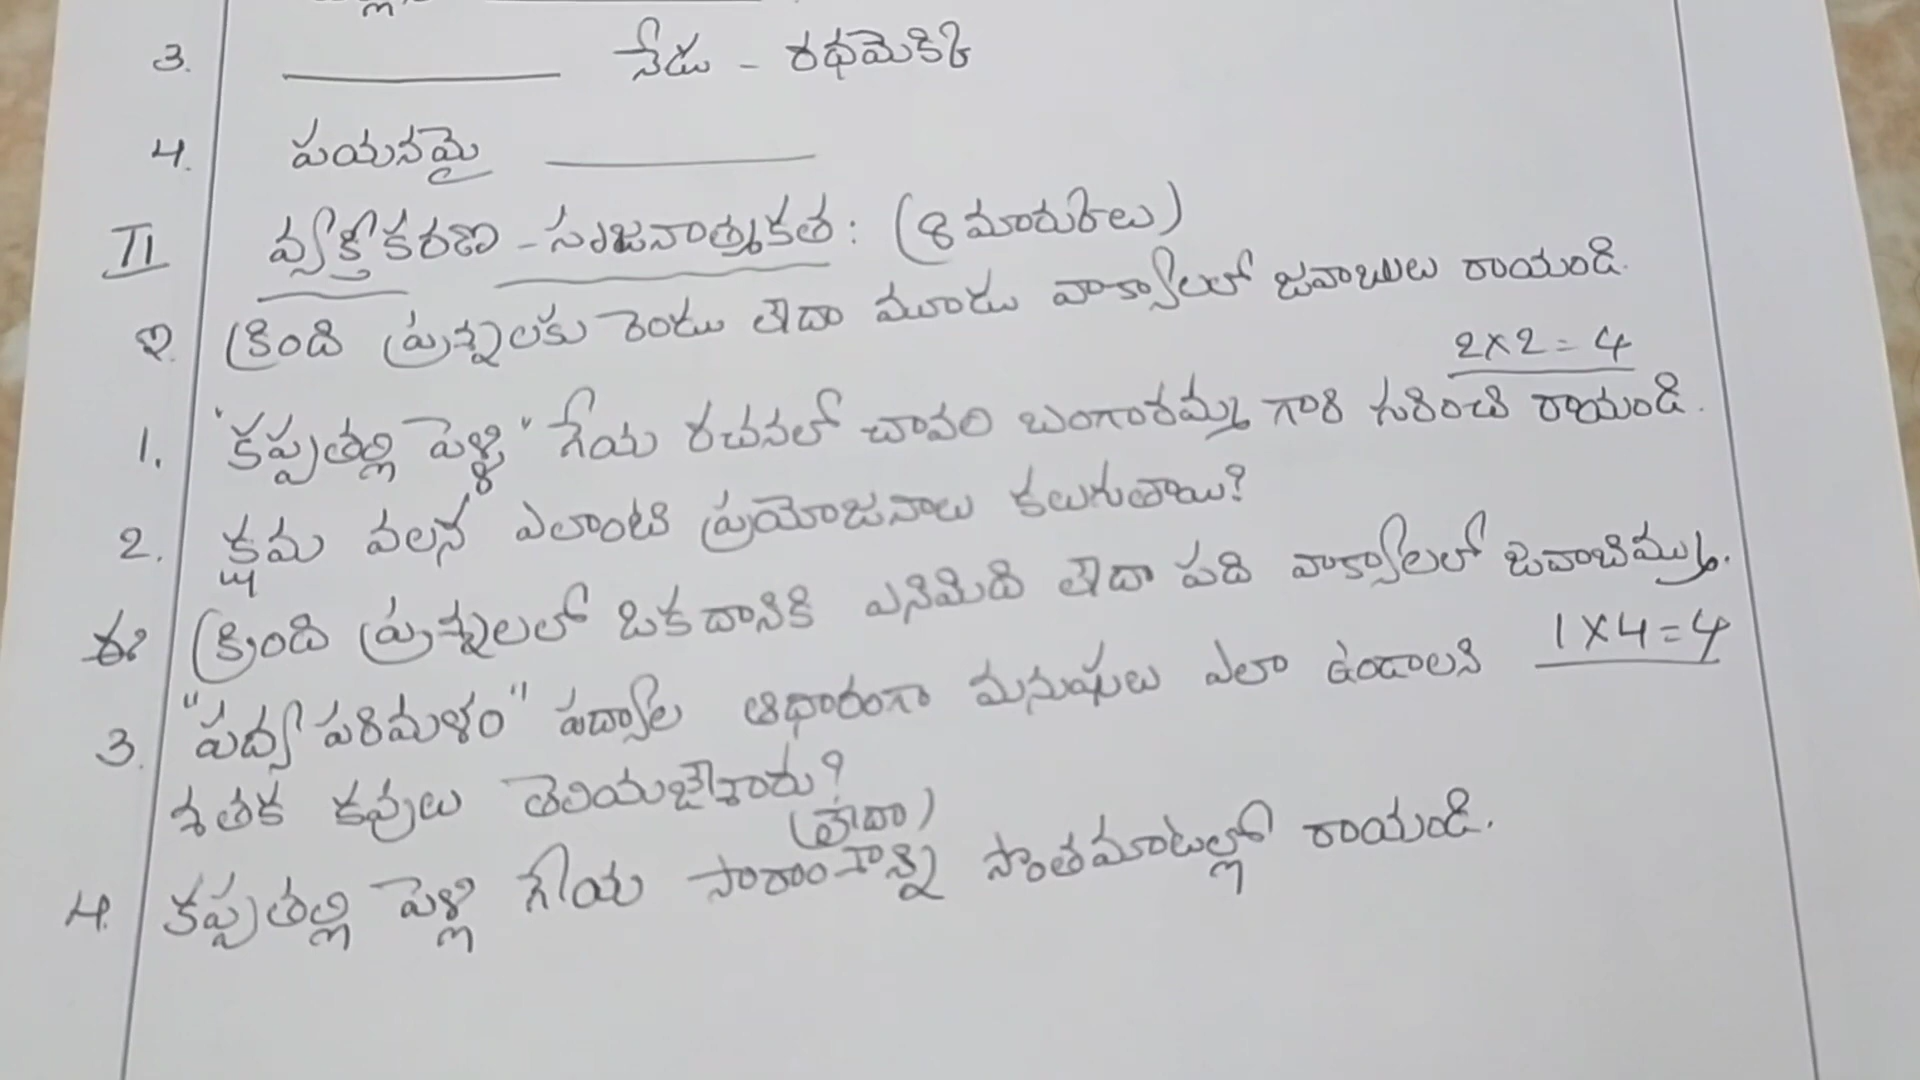 3. ________ నేడు - రథమెకిరి
4. పయనమై ________
II వ్యక్తీకరణ - సృజనాత్మకత : (8 మార్కులు)
క్రింది ప్రశ్నలకు రెండు లేదా మూడు వాక్యాలలో జవాబులు రాయండి.
2×2=4
1. "కప్పతల్లి పెళ్ళి" గేయ రచనలో చావలి బంగారమ్మ గారి గురించి రాయండి.
2. క్షమ వలన ఎలాంటి ప్రయోజనాలు కలుగుతాయి?
క్రింది ప్రశ్నలలో ఒకదానికి ఎనిమిది లేదా పది వాక్యాలలో జవాబిమ్ము.
1×4=4
3. "పద్య పరిమళం" పద్యాల ఆధారంగా మనుషులు ఎలా ఉండాలని
శతక కవులు తెలియజేశారు?
(లేదా)
4. కప్పతల్లి పెళ్లి గేయ సారాంశాన్ని సొంతమాటల్లో రాయండి.